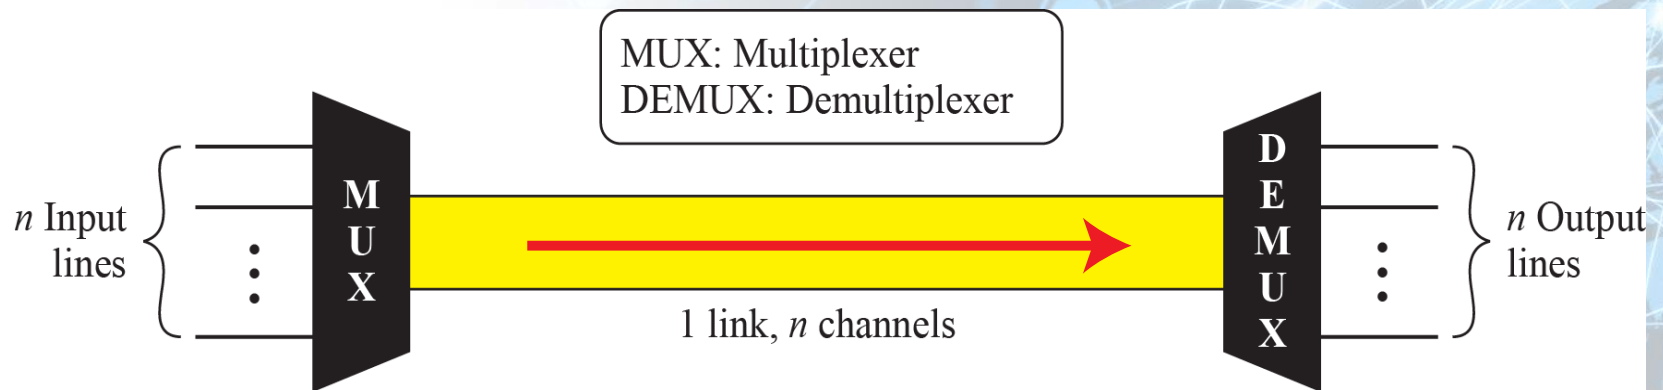 MUX: Multiplexer
DEMUX: Demultiplexer
n Input
lines
M
U
X
1 link, n channels
D
E
M
U
X
n Output
lines